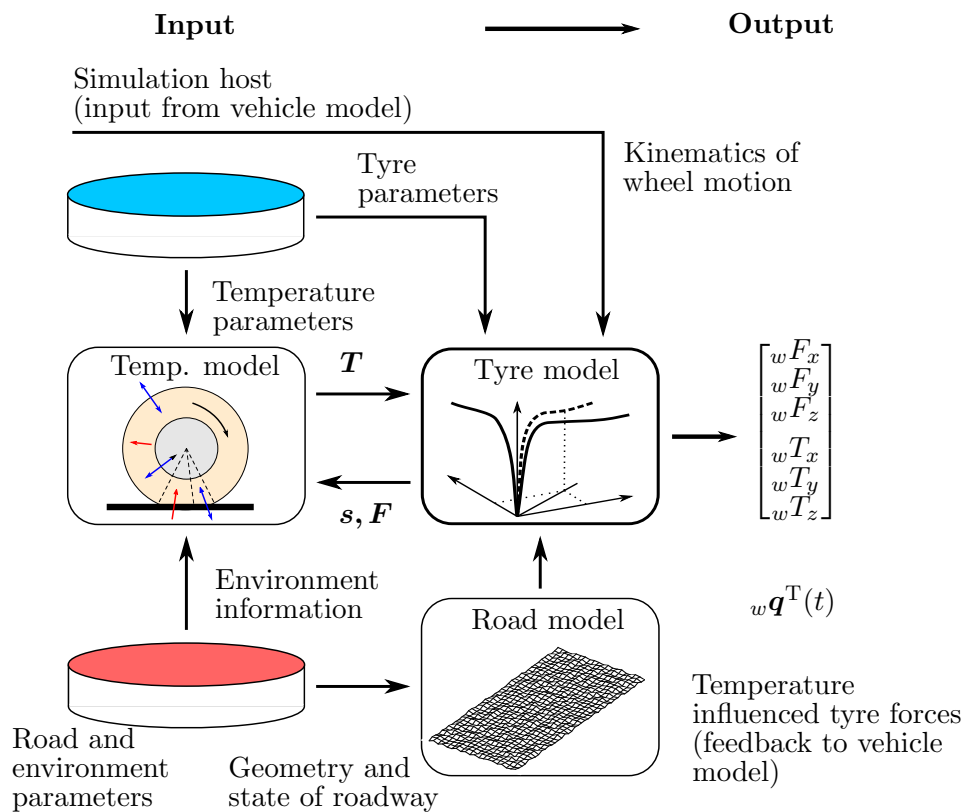 Input
Output
Simulation host
(input from vehicle model)
Tyre
parameters
Kinematics of
wheel motion
Temperature
parameters
Temp. model
T
Tyre model
s, F
wFx
wFy
wFz
wTx
wTy
wTz
Environment
information
Road model
wqT(t)
Road and
environment
parameters
Geometry and
state of roadway
Temperature
influenced tyre forces
(feedback to vehicle
model)